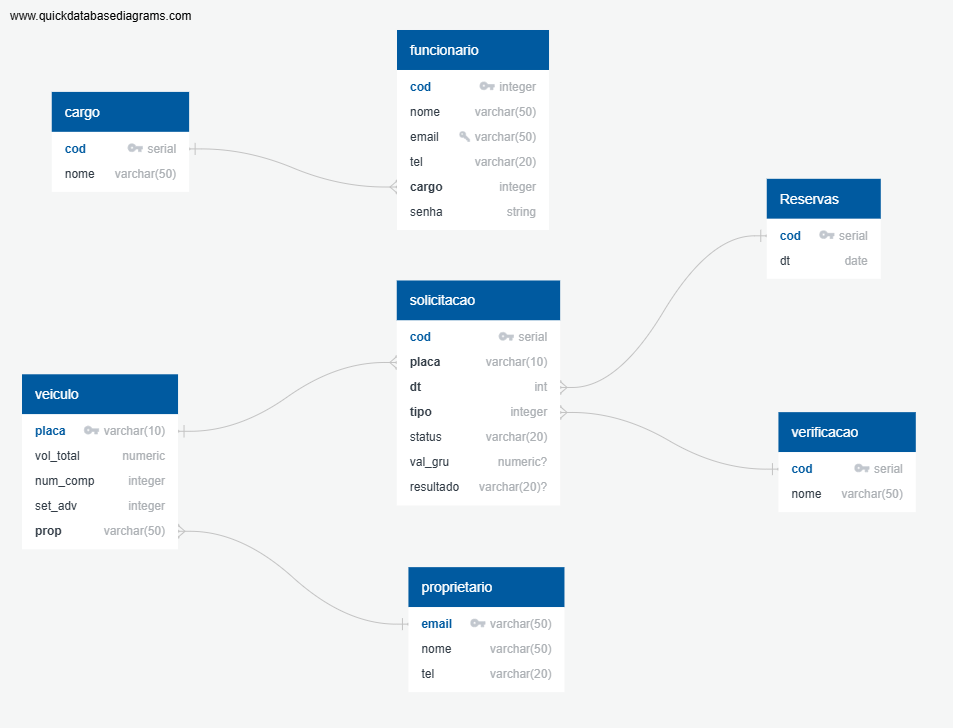 www.quickdatabasediagrams.com
funcionario
cod integer
nome varchar(50)
email varchar(50)
tel varchar(20)
cargo integer
senha string
cargo
cod serial
nome varchar(50)
Reservas
cod serial
dt date
solicitacao
cod serial
placa varchar(10)
dt int
tipo integer
status varchar(20)
val_gru numeric?
resultado varchar(20)?
veiculo
placa varchar(10)
vol_total numeric
num_comp integer
set_adv integer
prop varchar(50)
verificacao
cod serial
nome varchar(50)
proprietario
email varchar(50)
nome varchar(50)
tel varchar(20)